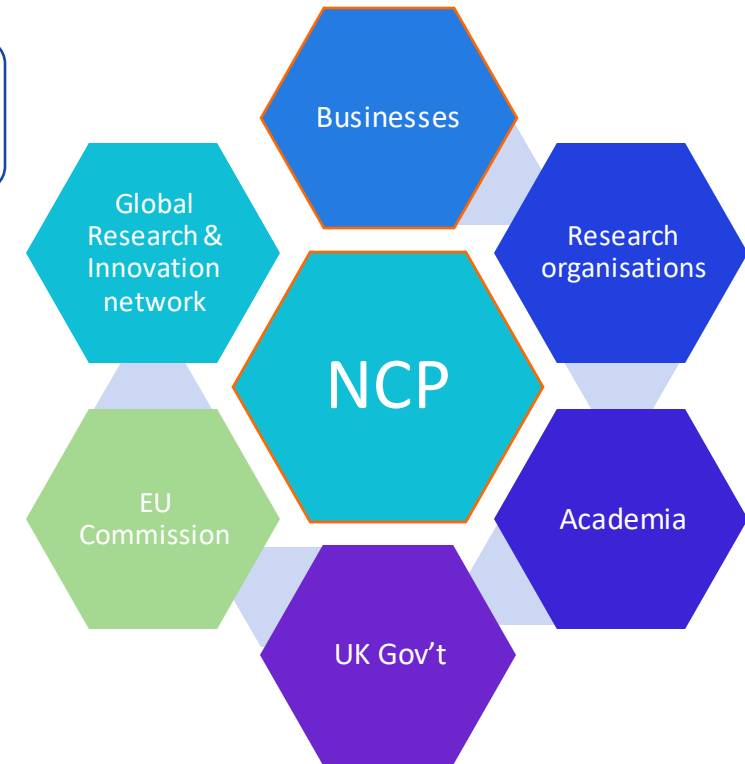 Businesses
Global
Research &
Innovation
network
Research
organisations
NCP
EU
Commission
Academia
UK Gov’t